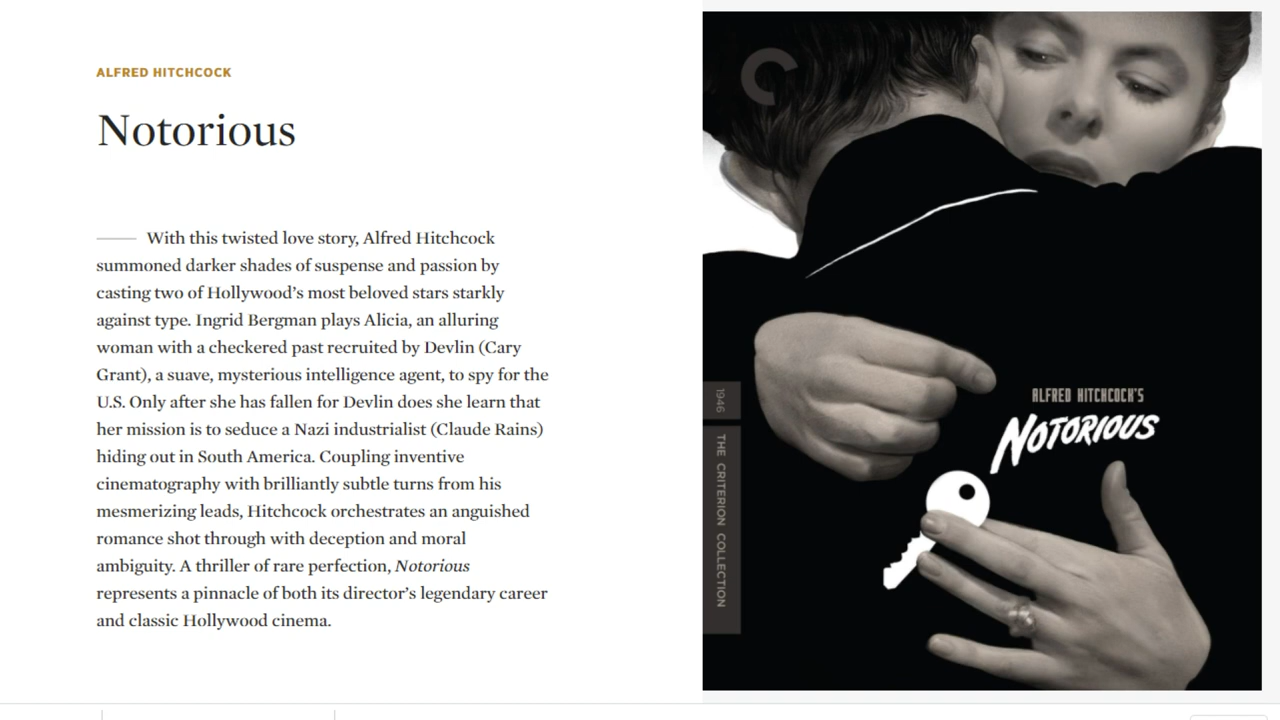 ALFRED HITCHCOCK
Notorious
With this twisted love story, Alfred Hitchcock
summoned darker shades of suspense and passion by
casting two of Hollywood’s most beloved stars starkly
against type. Ingrid Bergman plays Alicia, an alluring
woman with a checkered past recruited by Devlin (Cary
Grant), a suave, mysterious intelligence agent, to spy for the
U.S. Only after she has fallen for Devlin does she learn that
her mission is to seduce a Nazi industrialist (Claude Rains)
hiding out in South America. Coupling inventive
cinematography with brilliantly subtle turns from his
mesmerizing leads, Hitchcock orchestrates an anguished
romance shot through with deception and moral
ambiguity. A thriller of rare perfection, Notorious
represents a pinnacle of both its director’s legendary career
and classic Hollywood cinema.
1946
THE CRITERION COLLECTION
ALFRED HITCHCOCK'S
NOTORIOUS